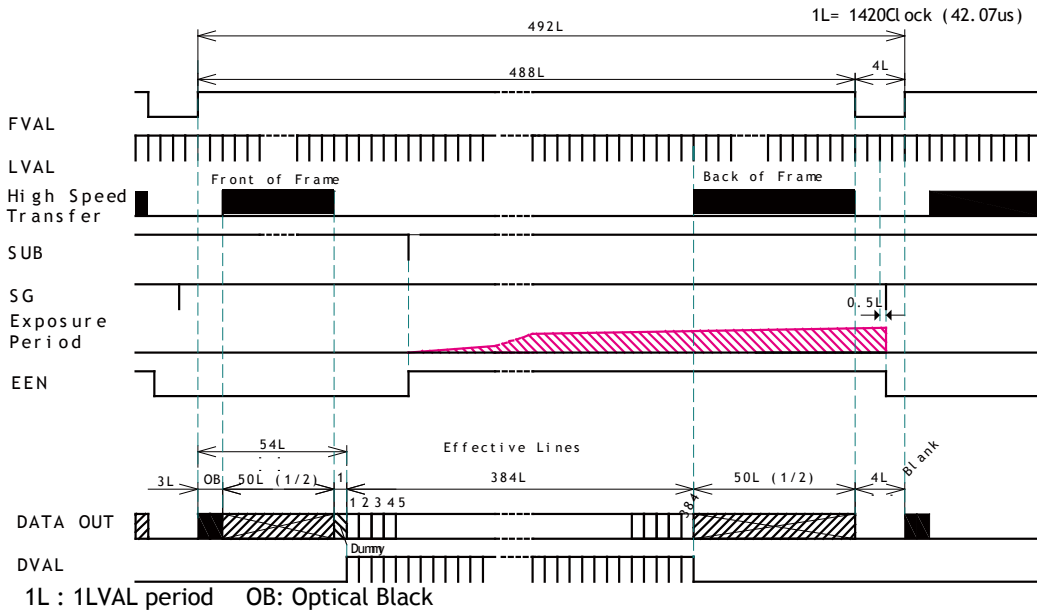 1L= 1420Clock (42.07us)
492L
488L
4L
FVAL
LVAL
Front of Frame
Back of Frame
High Speed
Transfer
SUB
SG
0.5L
Exposure
Period
EEN
54L
Effective Lines
Blank
3L
OB
50L (1/2)
1
384L
50L (1/2)
4L
1 2 3 4 5
384
DATA OUT
Dummy
DVAL
1L : 1LVAL period OB: Optical Black